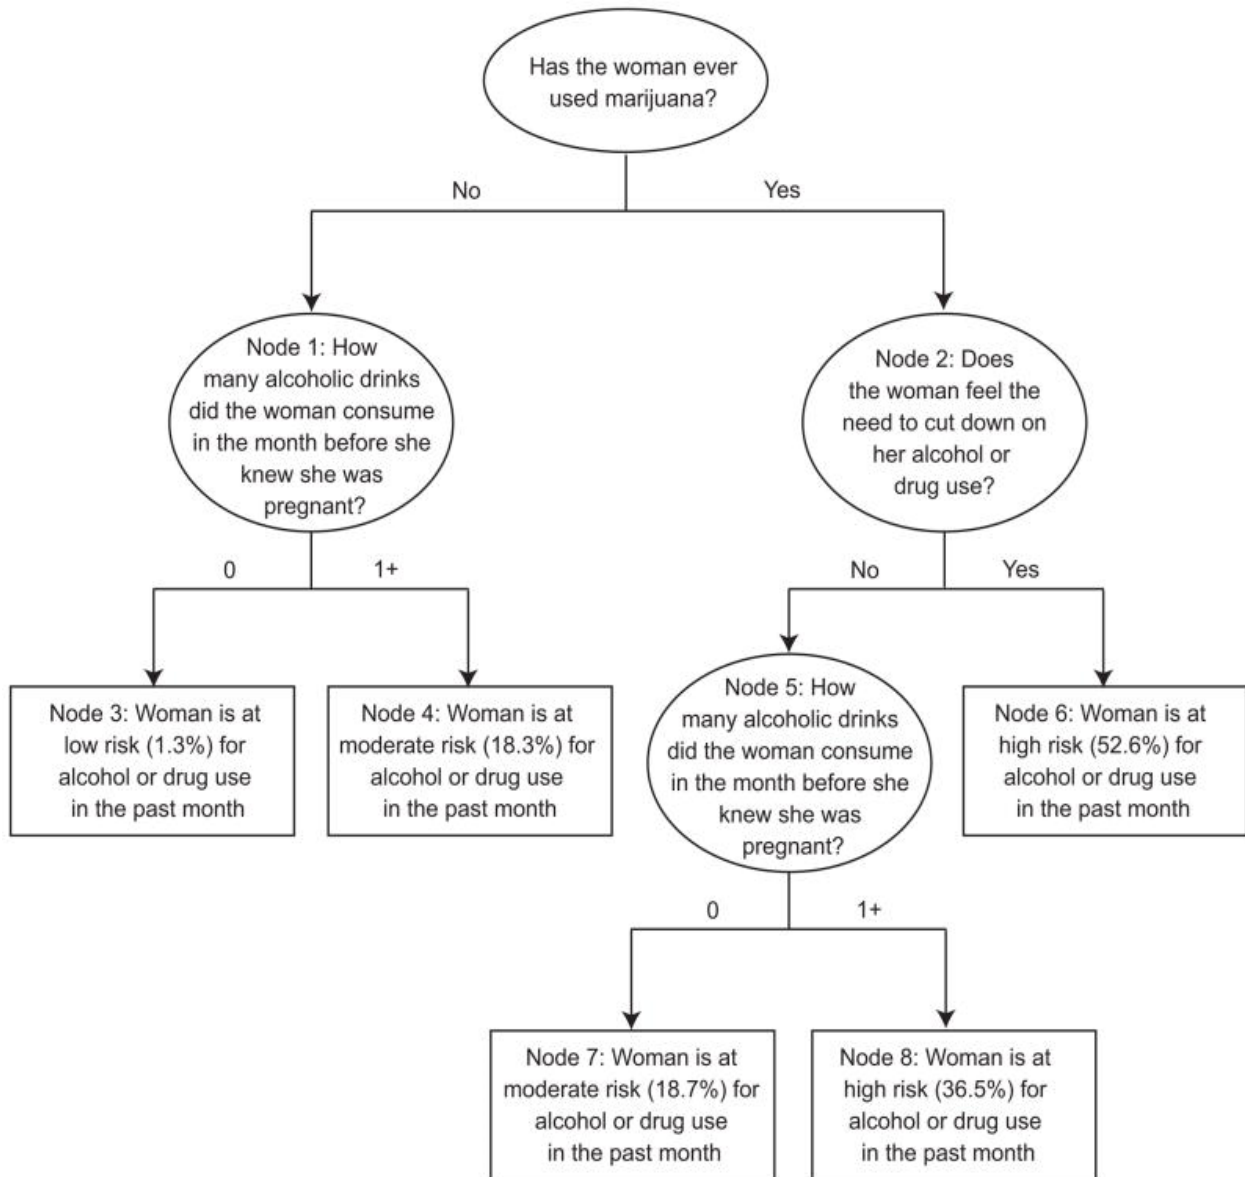 Has the woman ever
used marijuana?
No
Yes
Node 1: How
many alcoholic drinks
did the woman consume
in the month before she
knew she was
pregnant?
Node 2: Does
the woman feel the
need to cut down on
her alcohol or
drug use?
0
1+
No
Yes
Node 3: Woman is at
low risk (1.3%) for
alcohol or drug use
in the past month
Node 4: Woman is at
moderate risk (18.3%) for
alcohol or drug use
in the past month
Node 5: How
many alcoholic drinks
did the woman consume
in the month before she
knew she was
pregnant?
Node 6: Woman is at
high risk (52.6%) for
alcohol or drug use
in the past month
0
1+
Node 7: Woman is at
moderate risk (18.7%) for
alcohol or drug use
in the past month
Node 8: Woman is at
high risk (36.5%) for
alcohol or drug use
in the past month